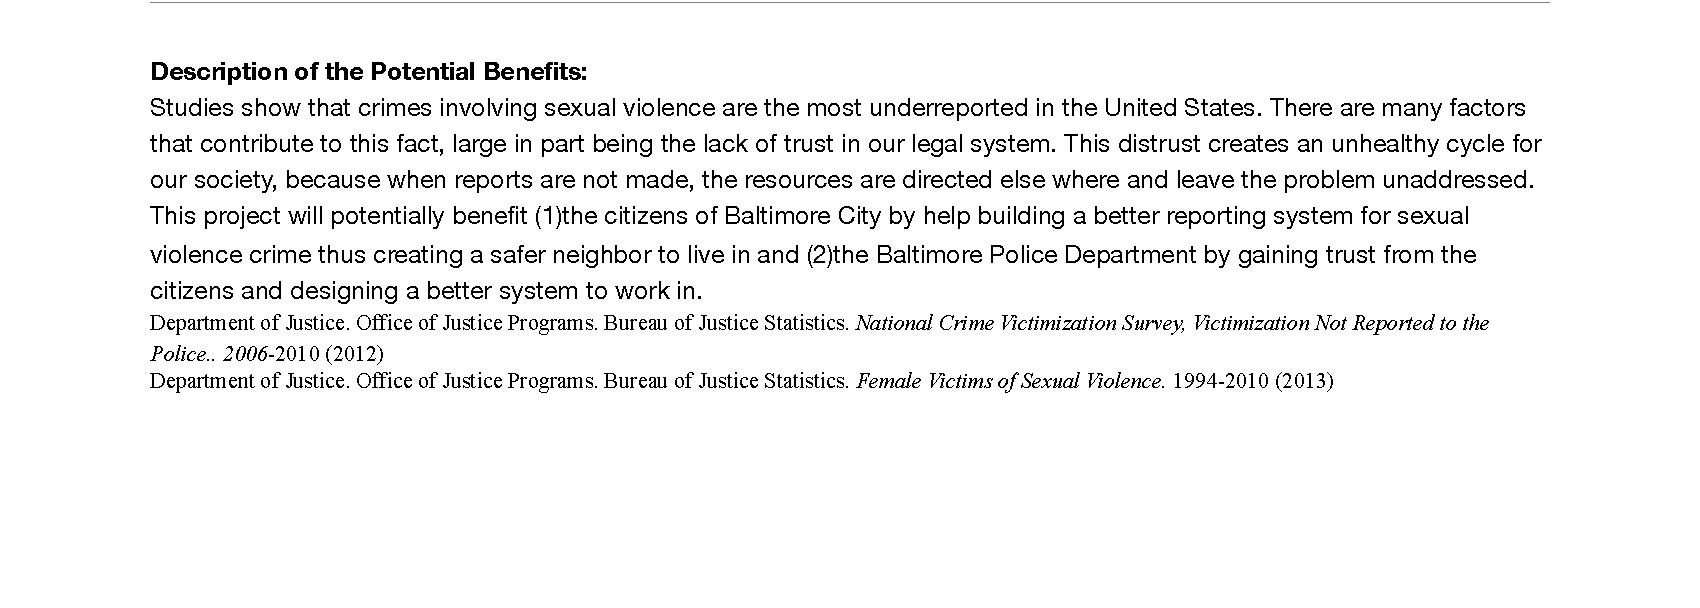 Description of the Potential Benefits:
Studies show that crimes involving sexual violence are the most underreported in the United States. There are many factors
that contribute to this fact, large in part being the lack of trust in our legal system. This distrust creates an unhealthy cycle for
our society, because when reports are not made, the resources are directed else where and leave the problem unaddressed.
This project will potentially benefit (1)the citizens of Baltimore City by help building a better reporting system for sexual
violence crime thus creating a safer neighbor to live in and (2)the Baltimore Police Department by gaining trust from the
citizens and designing a better system to work in.
Department of Justice. Office of Justice Programs. Bureau of Justice Statistics. National Crime Victimization Survey, Victimization Not Reported to the
Police.. 2006-2010 (2012)
Department of Justice. Office of Justice Programs. Bureau of Justice Statistics. Female Victims of Sexual Violence. 1994-2010 (2013)